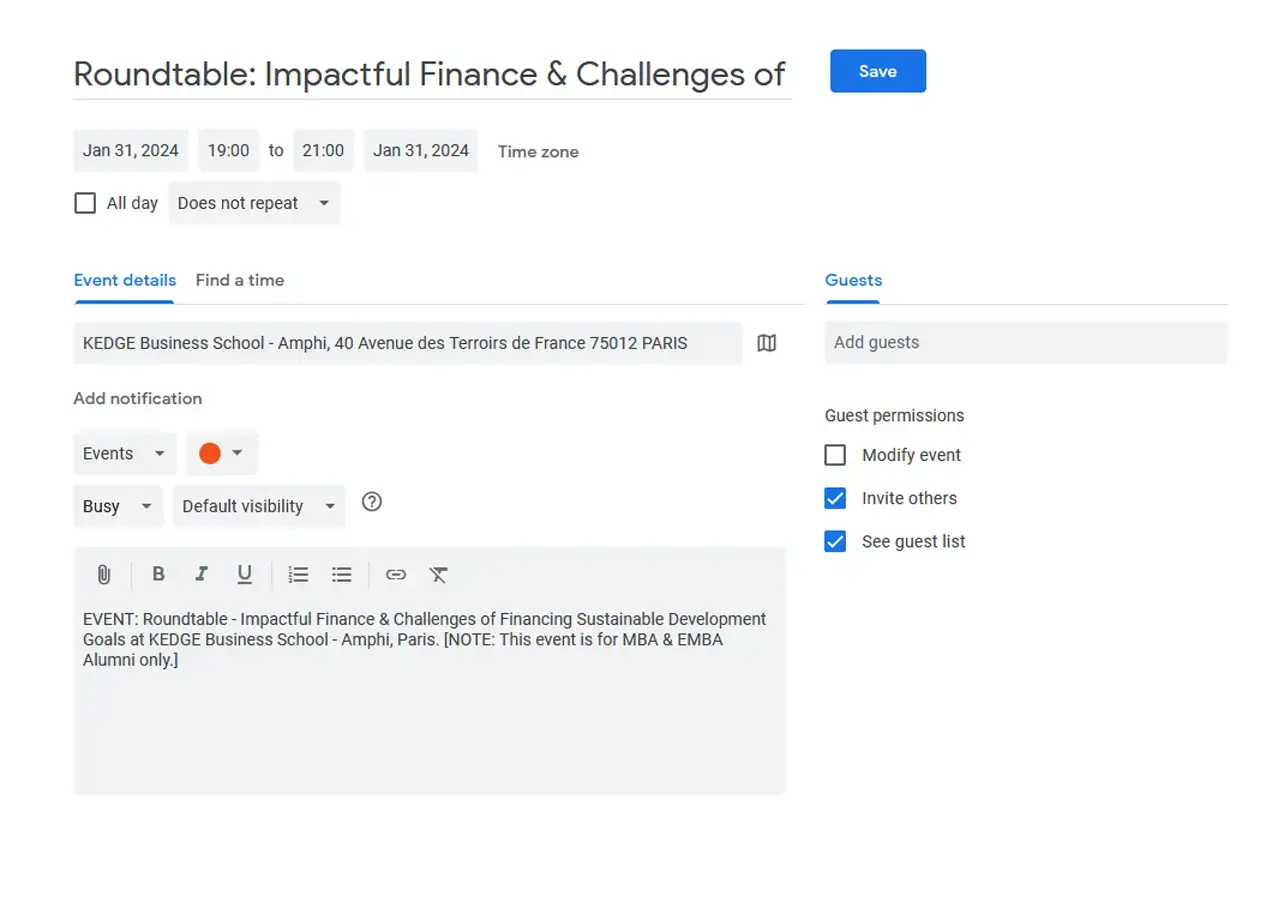 Roundtable: Impactful Finance & Challenges of
Save
Jan 31, 2024 19:00 to 21:00 Jan 31, 2024 Time zone
All day Does not repeat
Event details Find a time
Guests
KEDGE Business School - Amphi, 40 Avenue des Terroirs de France 75012 PARIS
Add guests
Add notification
Guest permissions
Events
Modify event
Busy Default visibility
Invite others
See guest list
B I U
EVENT: Roundtable - Impactful Finance & Challenges of Financing Sustainable Development
Goals at KEDGE Business School - Amphi, Paris. [NOTE: This event is for MBA & EMBA
Alumni only.]